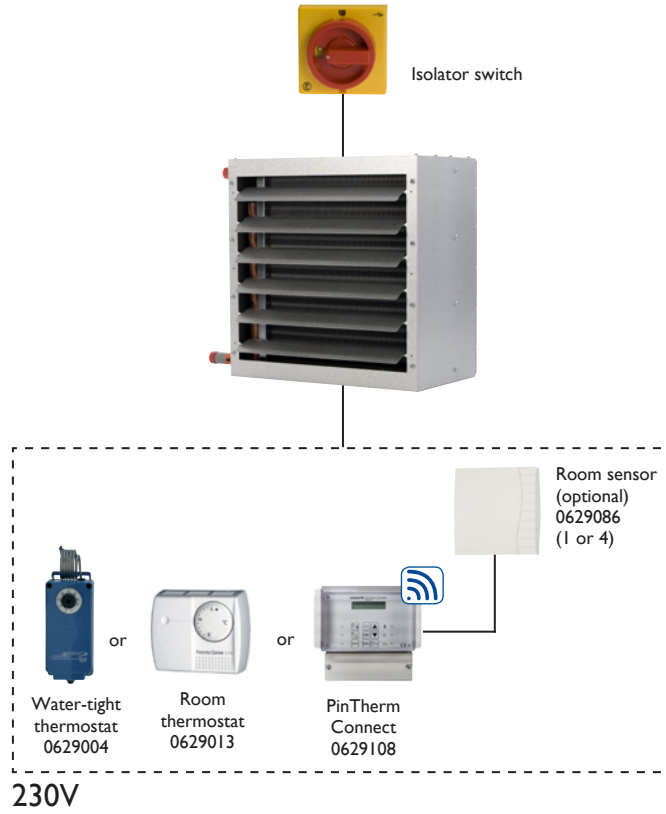 Isolator switch
Room sensor
(optional)
0629086
(1 or 4)
or
or
Water-tight
thermostat
0629004
Room
thermostat
0629013
PinTherm
Connect
0629108
230V